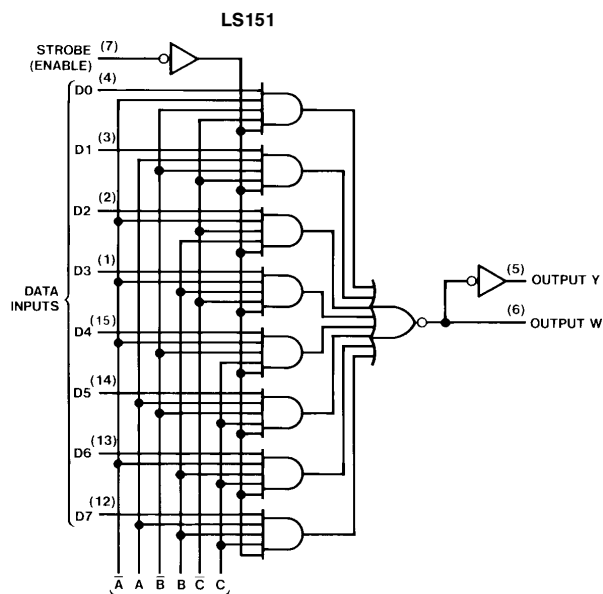 LS151
STROBE (7)
(ENABLE)
(4)
D0
(3)
D1
(2)
D2
(1)
D3
DATA
INPUTS
(15)
D4
(14)
D5
(13)
D6
(12)
D7
(5)
OUTPUT Y
(6)
OUTPUT W
A̅ A B̅ B C̅ C